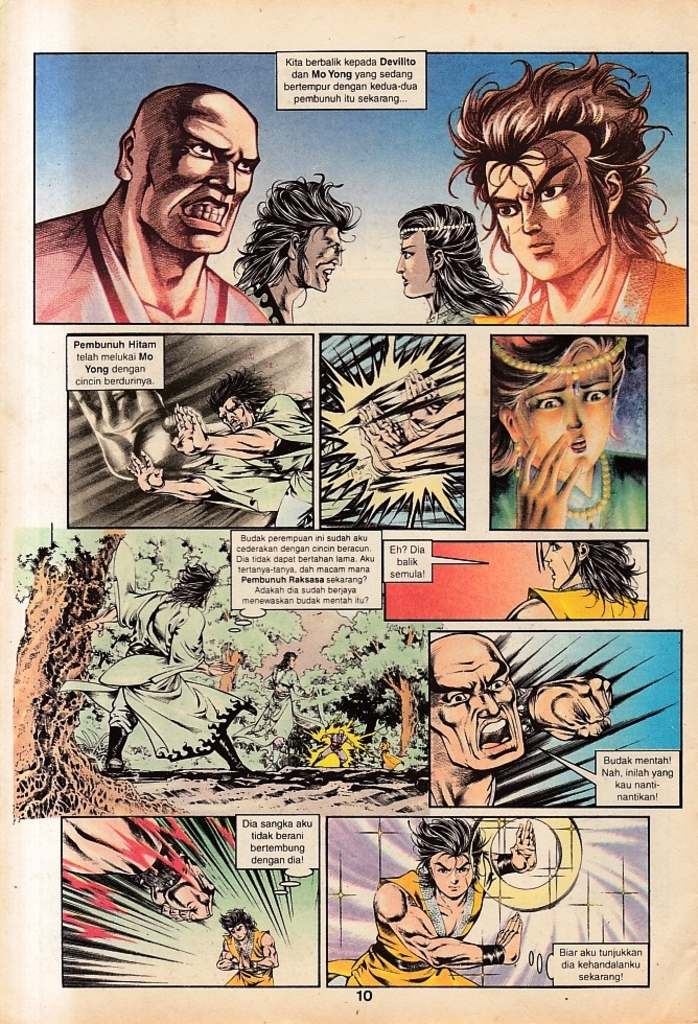 Kita berbalik kepada Devilito
dan Mo Yong yang sedang
bertempur dengan kedua-dua
pembunuh itu sekarang...
Pembunuh Hitam
telah melukai Mo
Yong dengan
cincin berdurinya.
Budak perempuan ini sudah aku
cederakan dengan cincin beracun.
Dia tidak dapat bertahan lama. Aku
tertanya-tanya, dah macam mana
Pembunuh Raksasa sekarang?
Adakah dia sudah berjaya
menewaskan budak mentah itu?
Eh? Dia
balik
semula!
Budak mentah!
Nah, inilah yang
kau nanti-
nantikan!
Dia sangka aku
tidak berani
bertembung
dengan dia!
Biar aku tunjukkan
dia kehandalanku
sekarang!
10